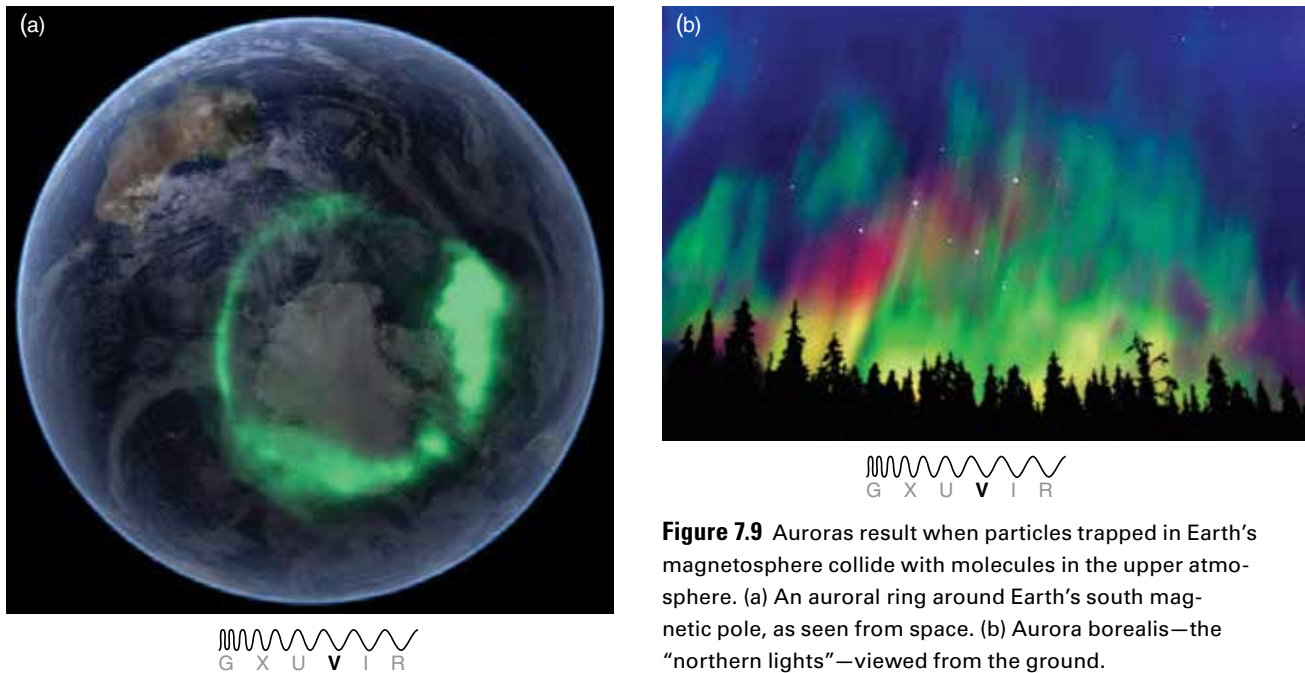 (a)
G X U V I R
(b)
G X U V I R
Figure 7.9 Auroras result when particles trapped in Earth's
magnetosphere collide with molecules in the upper atmo-
sphere. (a) An auroral ring around Earth's south mag-
netic pole, as seen from space. (b) Aurora borealis—the
"northern lights"—viewed from the ground.